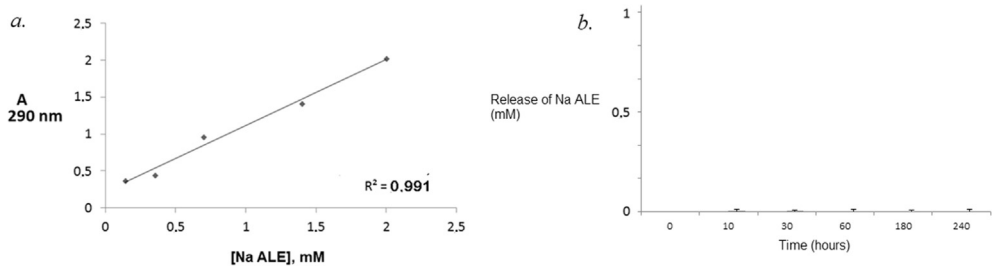 a.
2,5
2
1,5
1
0,5
0
A
290 nm
0
0,5
1
1,5
2
2,5
R² = 0.991
[Na ALE], mM
b.
1
0,5
0
Release of Na ALE
(mM)
0 10 30 60 180 240
Time (hours)